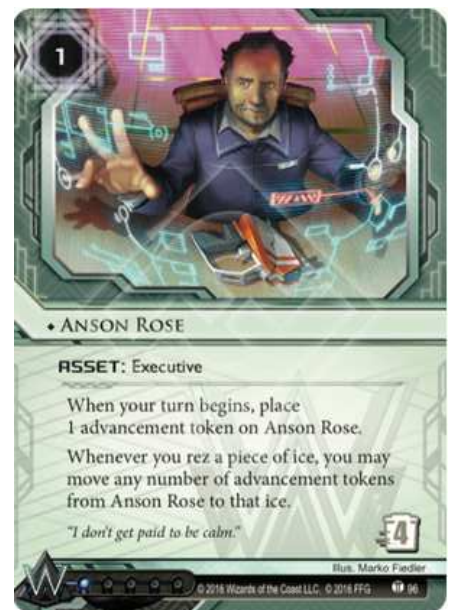 1
♦ ANSON ROSE
ASSET: Executive
When your turn begins, place
1 advancement token on Anson Rose.
Whenever you rez a piece of ice, you may
move any number of advancement tokens
from Anson Rose to that ice.
"I don't get paid to be calm."
4
Illus. Marko Fiedler
© 2016 Wizards of the Coast LLC. © 2016 FFG
96